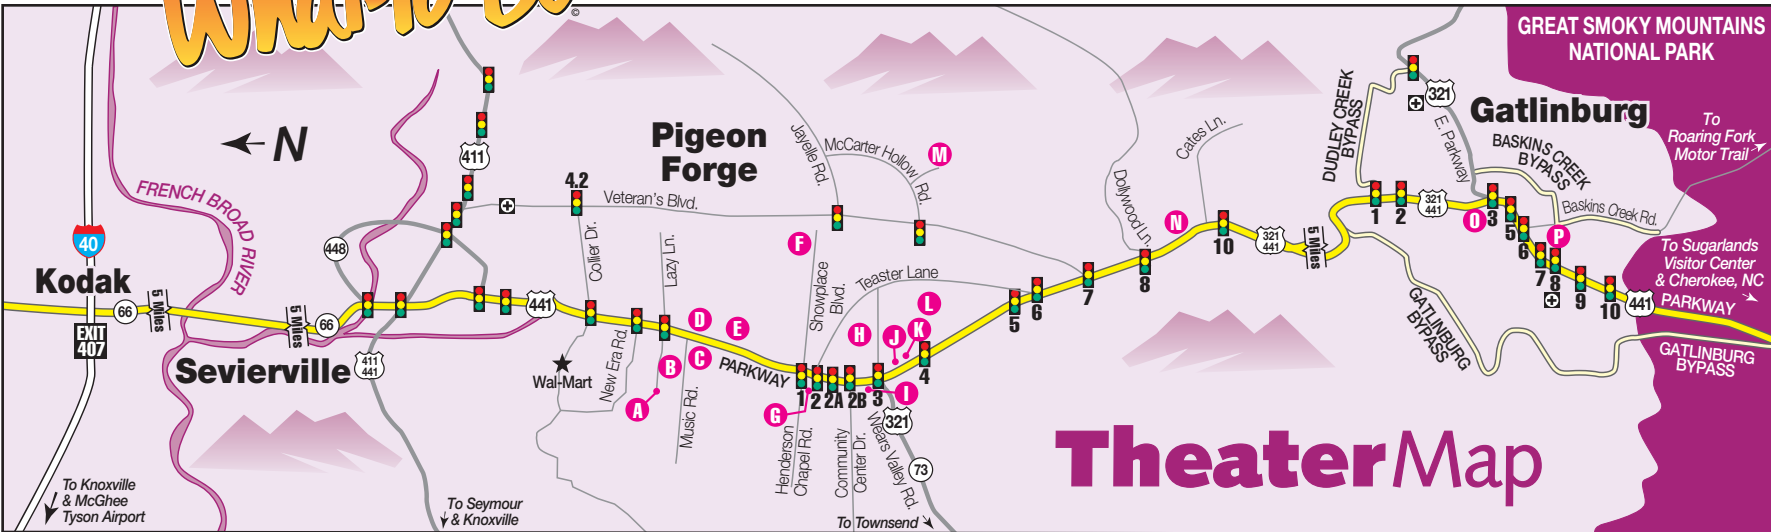 What-to-Do
©
GREAT SMOKY MOUNTAINS
NATIONAL PARK
To
Roaring Fork
Motor Trail
Gatlinburg
321
E. Parkway
DUDLEY CREEK
BYPASS
BASKINS CREEK
BYPASS
Baskins Creek Rd.
To Sugarlands
Visitor Center
& Cherokee, NC
PARKWAY
441
GATLINBURG
BYPASS
GATLINBURG
BYPASS
1
2
321
441
O
3
5
6
P
7
8
9
10
5 Miles
321
441
10
N
Cates Ln.
Dollywood Ln.
8
7
6
5
4
M
McCarter Hollow Rd.
Jayelle Rd.
Pigeon
Forge
4.2
Veteran's Blvd.
Collier Dr.
Lazy Ln.
F
Showplace
Blvd.
Teaster Lane
H
J
K
L
I
D
E
C
B
A
G
PARKWAY
1
2
2A
2B
3
321
73
Wears Valley Rd.
Community
Center Dr.
Henderson
Chapel Rd.
Music Rd.
New Era Rd.
Wal-Mart
To Townsend
411
N
FRENCH BROAD RIVER
448
441
40
Kodak
66
5 Miles
5 Miles
66
EXIT
407
Sevierville
411
441
To Knoxville
& McGhee
Tyson Airport
To Seymour
& Knoxville
TheaterMap